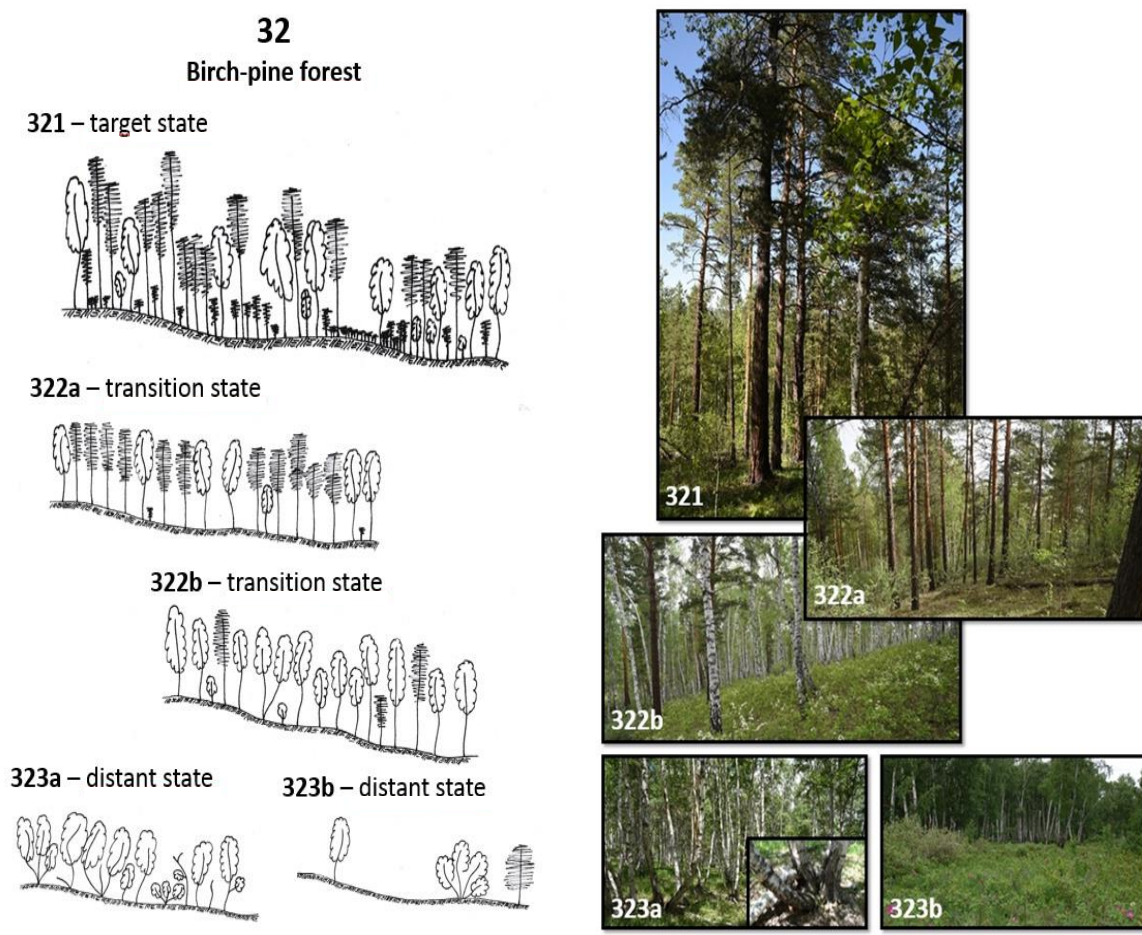 32
Birch-pine forest
321 – target state
322a – transition state
322b – transition state
323a – distant state
323b – distant state
321
322a
322b
323a
323b